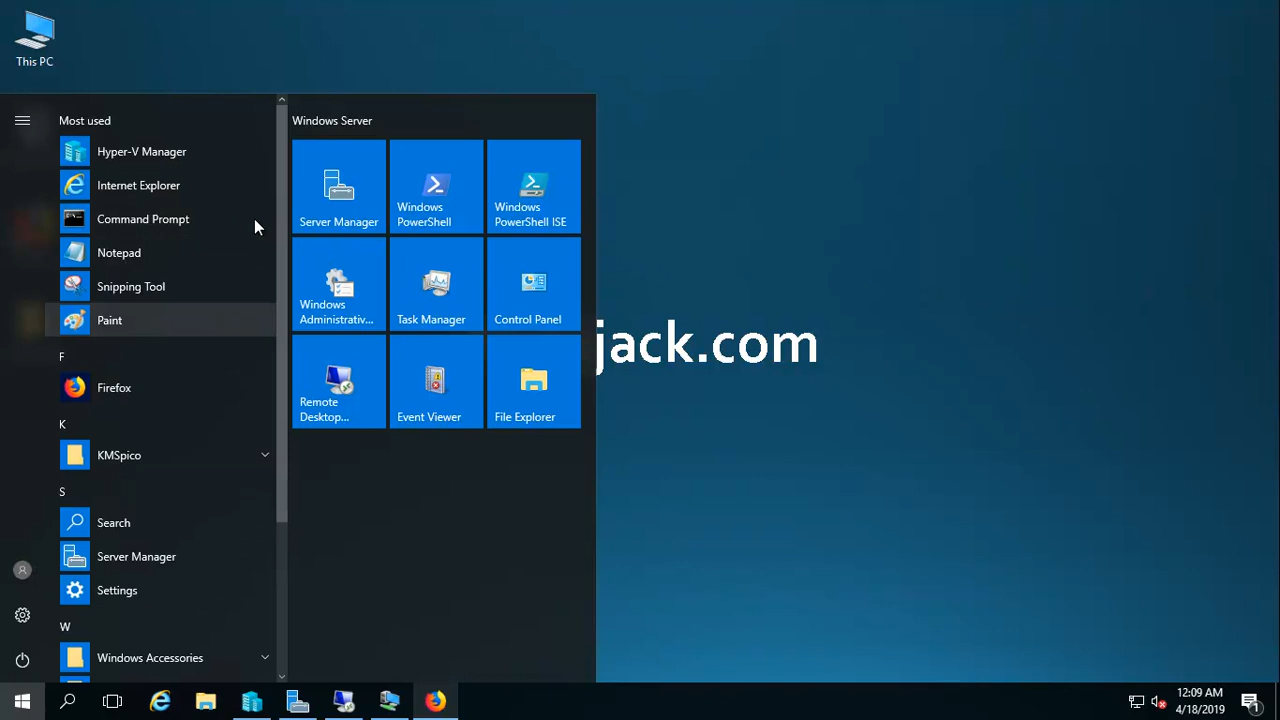 This PC
Most used
Hyper-V Manager
Internet Explorer
Command Prompt
Notepad
Snipping Tool
Paint
F
Firefox
K
KMSpico
S
Search
Server Manager
Settings
W
Windows Accessories
Windows Server
Server Manager
Windows
PowerShell
Windows
PowerShell ISE
Windows
Administrativ...
Task Manager
Control Panel
Remote
Desktop...
Event Viewer
File Explorer
jack.com
12:09 AM
4/18/2019
1